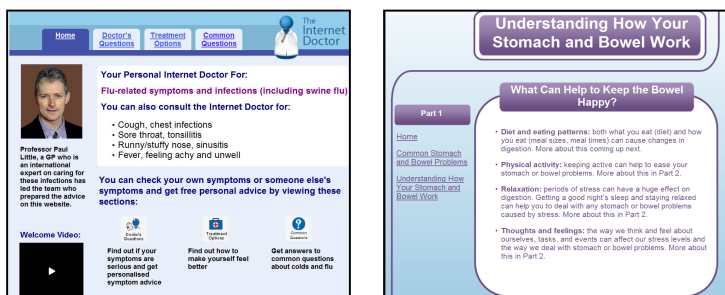 The
Internet
Doctor
Home
Doctor's
Questions
Treatment
Options
Common
Questions
Professor Paul
Little, a GP who is
an international
expert on caring for
these infections has
led the team who
prepared the advice
on this website.
Welcome Video:
Your Personal Internet Doctor For:
Flu-related symptoms and infections (including swine flu)
You can also consult the Internet Doctor for:
• Cough, chest infections
• Sore throat, tonsillitis
• Runny/stuffy nose, sinusitis
• Fever, feeling achy and unwell
You can check your own symptoms or someone else's
symptoms and get free personal advice by viewing these
sections:
Doctor's
Questions
Find out if your
symptoms are
serious and get
personalised
symptom advice
Treatment
Options
Find out how to
make yourself feel
better
Common
Questions
Get answers to
common questions
about colds and flu
Understanding How Your
Stomach and Bowel Work
Part 1
Home
Common Stomach
and Bowel Problems
Understanding How
Your Stomach and
Bowel Work
What Can Help to Keep the Bowel
Happy?
• Diet and eating patterns: both what you eat (diet) and how
you eat (meal sizes, meal times) can cause changes in
digestion. More about this coming up next.
• Physical activity: keeping active can help to ease your
stomach or bowel problems. More about this in Part 2.
• Relaxation: periods of stress can have a huge effect on
digestion. Getting a good night's sleep and staying relaxed
can help you to deal with any stomach or bowel problems
caused by stress. More about this in Part 2.
• Thoughts and feelings: the way we think and feel about
ourselves, tasks, and events can affect our stress levels and
the way we deal with stomach or bowel problems. More about
this in Part 2.